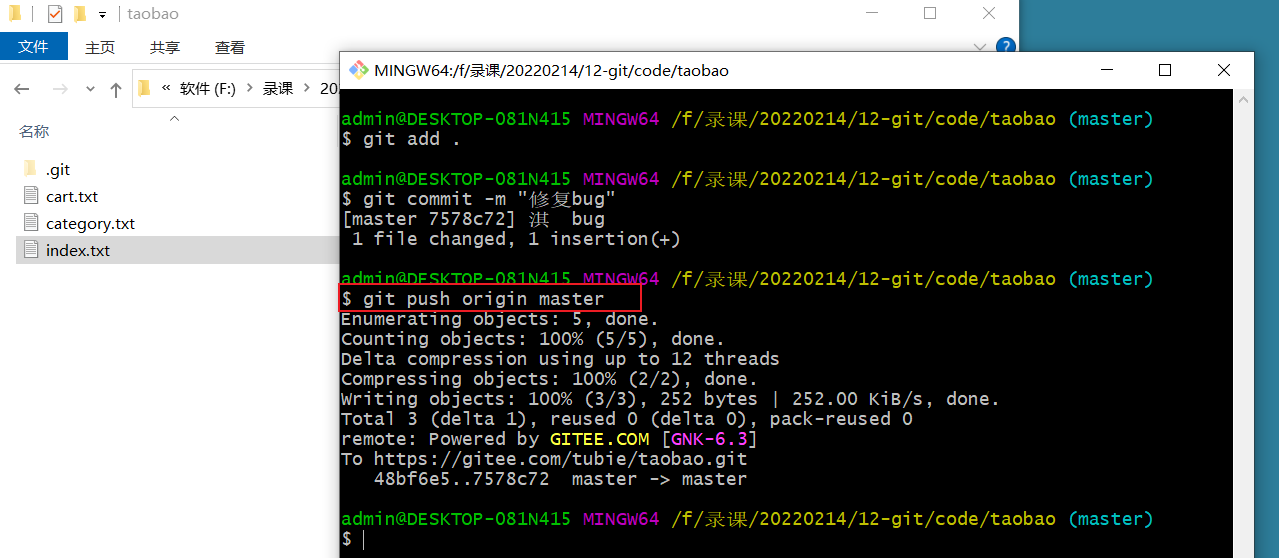 taobao
文件 主页 共享 查看
« 软件 (F:) > 录课 >
名称
.git
cart.txt
category.txt
index.txt
MINGW64:/f/录课/20220214/12-git/code/taobao
admin@DESKTOP-081N415 MINGW64 /f/录课/20220214/12-git/code/taobao (master)
$ git add .
admin@DESKTOP-081N415 MINGW64 /f/录课/20220214/12-git/code/taobao (master)
$ git commit -m "修复bug"
[master 7578c72] 淇 bug
1 file changed, 1 insertion(+)
admin@DESKTOP-081N415 MINGW64 /f/录课/20220214/12-git/code/taobao (master)
$ git push origin master
Enumerating objects: 5, done.
Counting objects: 100% (5/5), done.
Delta compression using up to 12 threads
Compressing objects: 100% (2/2), done.
Writing objects: 100% (3/3), 252 bytes | 252.00 KiB/s, done.
Total 3 (delta 1), reused 0 (delta 0), pack-reused 0
remote: Powered by GITEE.COM [GNK-6.3]
To https://gitee.com/tubie/taobao.git
48bf6e5..7578c72 master -> master
admin@DESKTOP-081N415 MINGW64 /f/录课/20220214/12-git/code/taobao (master)
$